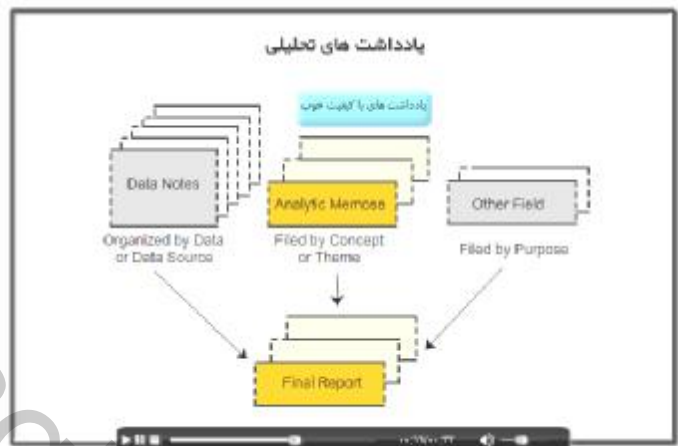 یادداشت های تحلیلی
یادداشت های با کیفیت خوب
Data Notes
Analytic Memose
Other Field
Organized by Data
or Data Source
Filed by Concept
or Theme
Filed by Purpose
Final Report